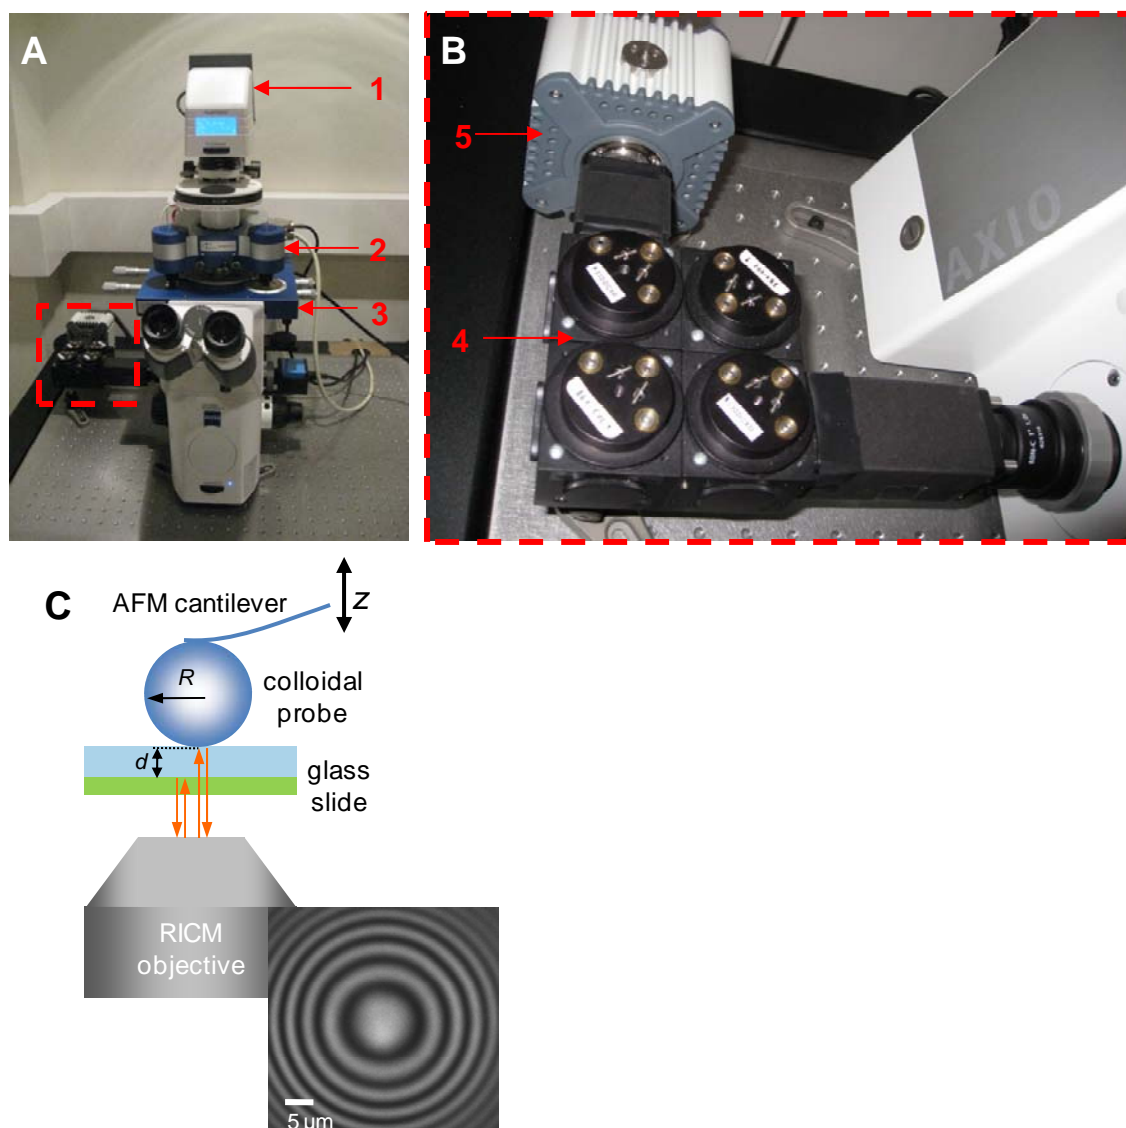 A
1
2
3
B
5
4
AXIO
C
AFM cantilever
z
R
colloidal
probe
d
glass
slide
RICM
objective
5 µm